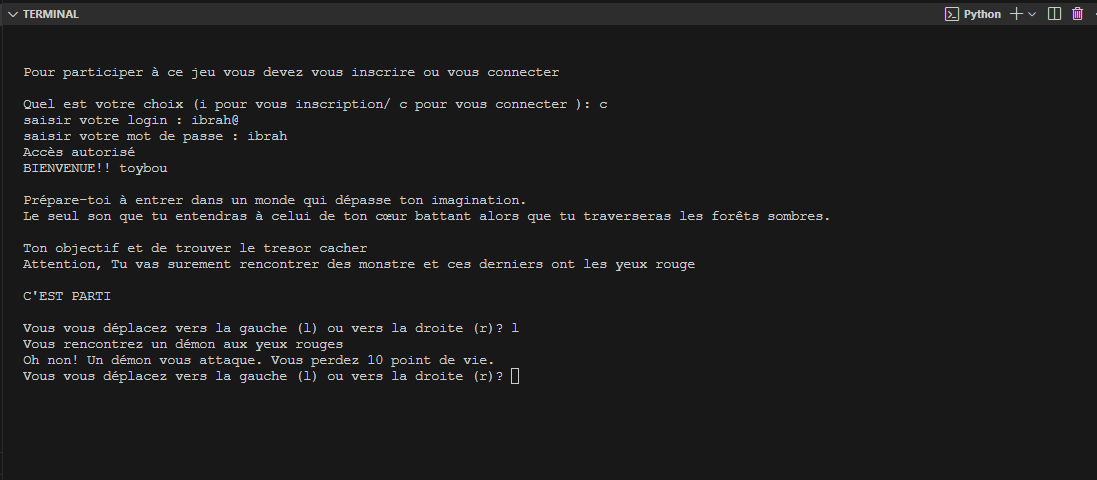 TERMINAL
Python
Pour participer à ce jeu vous devez vous inscrire ou vous connecter
Quel est votre choix (i pour vous inscription/ c pour vous connecter ): c
saisir votre login : ibrah@
saisir votre mot de passe : ibrah
Accès autorisé
BIENVENUE!! toybou
Prépare-toi à entrer dans un monde qui dépasse ton imagination.
Le seul son que tu entendras à celui de ton cœur battant alors que tu traverseras les forêts sombres.
Ton objectif et de trouver le tresor cacher
Attention, Tu vas surement rencontrer des monstre et ces derniers ont les yeux rouge
C'EST PARTI
Vous vous déplacez vers la gauche (l) ou vers la droite (r)? l
Vous rencontrez un démon aux yeux rouges
Oh non! Un démon vous attaque. Vous perdez 10 point de vie.
Vous vous déplacez vers la gauche (l) ou vers la droite (r)?